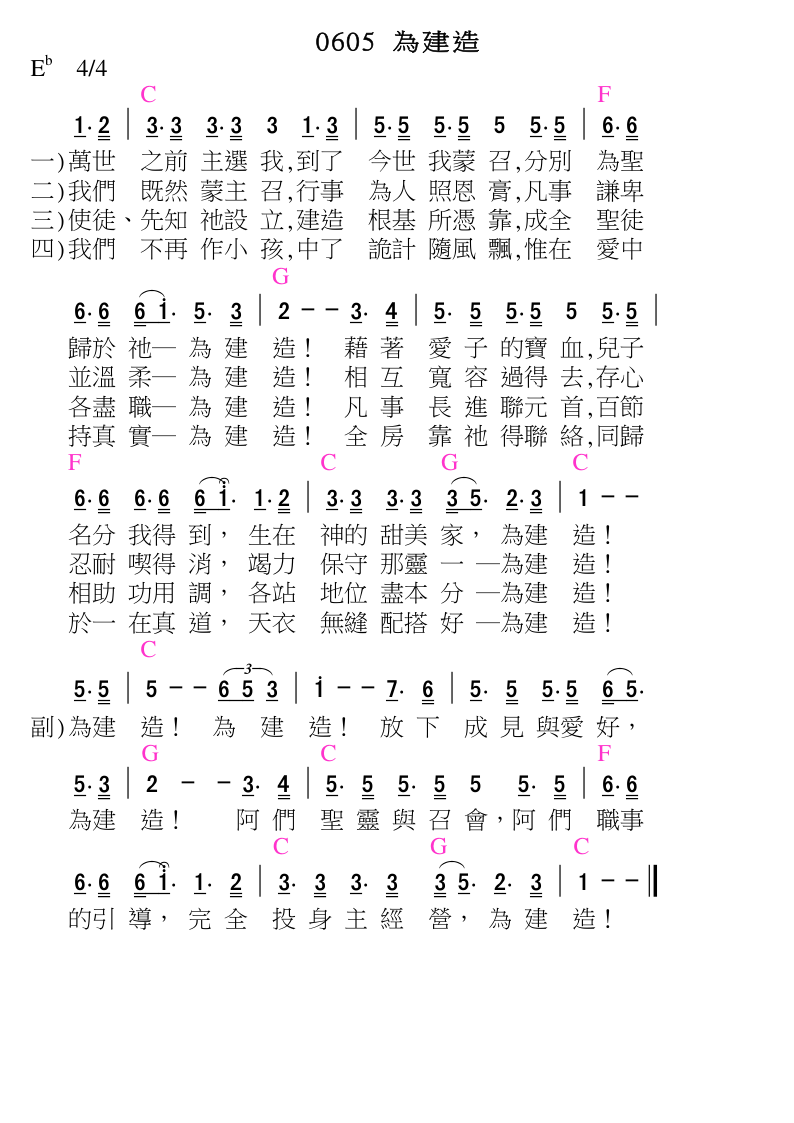 0605 為建造
E♭ 4/4
C F
1· 2 | 3· 3 3· 3 3 1· 3 | 5· 5 5· 5 5 5· 5 | 6· 6
一)萬世 之前 主選 我,到了 今世 我蒙 召,分別 為聖
二)我們 既然 蒙主 召,行事 為人 照恩 膏,凡事 謙卑
三)使徒、先知 祂設 立,建造 根基 所憑 靠,成全 聖徒
四)我們 不再 作小 孩,中了 詭計 隨風 飄,惟在 愛中
G
6· 6 6 i· 5· 3 | 2 - - 3· 4 | 5· 5 5· 5 5 5· 5 |
歸於 祂─ 為 建 造! 藉 著 愛 子 的寶 血,兒子
並溫 柔─ 為 建 造! 相 互 寬 容 過得 去,存心
各盡 職─ 為 建 造! 凡 事 長 進 聯元 首,百節
持真 實─ 為 建 造! 全 房 靠 祂 得聯 絡,同歸
F C G C
6· 6 6· 6 6 i· 1· 2 | 3· 3 3· 3 3 5· 2· 3 | 1 - -
名分 我得 到, 生在 神的 甜美 家, 為建 造!
忍耐 喫得 消, 竭力 保守 那靈 一 ─為建 造!
相助 功用 調, 各站 地位 盡本 分 ─為建 造!
於一 在真 道, 天衣 無縫 配搭 好 ─為建 造!
C
5· 5 | 5 - - 6 5 3 | i - - 7· 6 | 5· 5 5· 5 6 5·
副)為建 造! 為 建 造! 放 下 成 見 與愛 好,
G C F
5· 3 | 2 - - 3· 4 | 5· 5 5· 5 5 5· 5 | 6· 6
為建 造! 阿 們 聖 靈 與 召 會,阿 們 職事
C G C
6· 6 6 i· 1· 2 | 3· 3 3· 3 3 5· 2· 3 | 1 - -
的引 導, 完 全 投 身 主 經 營, 為 建 造!